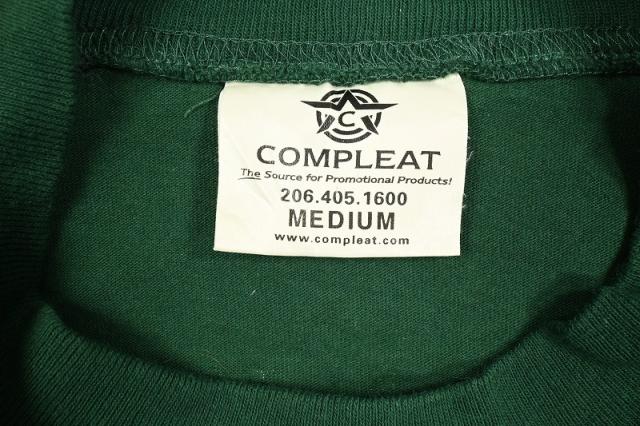 C
COMPLEAT
The Source for Promotional Products!
206.405.1600
MEDIUM
www.compleat.com